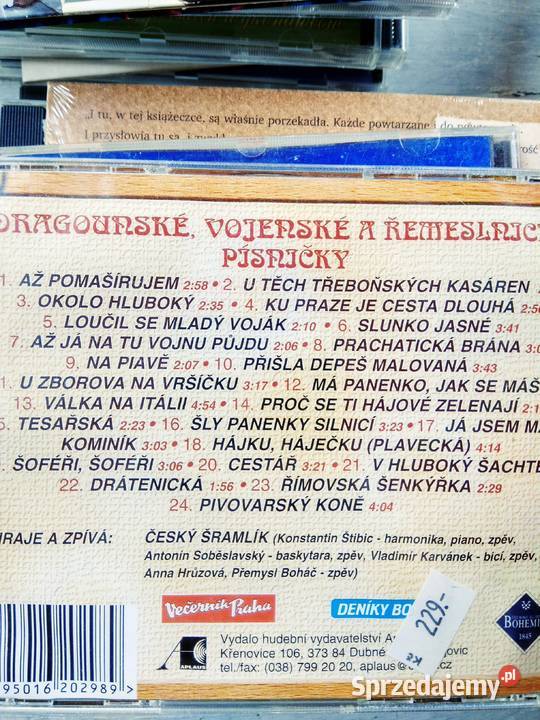 „I tu, w tej książeczce, są właśnie porzekadła. Każde powtarzane
I przysłowia tu są, i
DRAGOUNSKÉ, VOJENSKÉ A ŘEMESLNIC
PÍSNIČKY
1. AŽ POMAŠÍRUJEM 2:58 • 2. U TĚCH TŘEBOŇSKÝCH KASÁREN
3. OKOLO HLUBOKÝ 2:35 • 4. KU PRAZE JE CESTA DLOUHÁ
5. LOUČIL SE MLADÝ VOJÁK 2:10 • 6. SLUNKO JASNÉ 3:41
7. AŽ JÁ NA TU VOJNU PŮJDU 2:06 • 8. PRACHATICKÁ BRÁNA
9. NA PIAVĚ 2:07 • 10. PŘIŠLA DEPEŠ MALOVANÁ 3:43
1. U ZBOROVA NA VRŠÍČKU 3:17 • 12. MÁ PANENKO, JAK SE MÁŠ
13. VÁLKA NA ITÁLII 4:54 • 14. PROČ SE TI HÁJOVÉ ZELENAJÍ
5. TESAŘSKÁ 2:23 • 16. ŠLY PANENKY SILNICÍ 3:23 • 17. JÁ JSEM
KOMINÍK 3:03 • 18. HÁJKU, HÁJEČKU (PLAVECKÁ) 4:14
ŠOFÉŘI, ŠOFÉŘI 3:06 • 20. CESTÁŘ 3:21 • 21. V HLUBOKÝ ŠACHTĚ
22. DRÁTENICKÁ 1:56 • 23. ŘÍMOVSKÁ ŠENKÝŘKA 2:29
24. PIVOVARSKÝ KONĚ 4:04
HRAJE A ZPÍVÁ: ČESKÝ ŠRAMLÍK (Konstantin Štibic - harmonika, piano, zpěv,
Antonín Soběslavský - baskytara, zpěv, Vladimír Karvánek - bicí, zpěv,
Anna Hrůzová, Přemysl Boháč - zpěv)
Večerník Praha
DENÍKY BO
Kč 229.-
APLAUS
BOHEMI
1845
Vydalo hudební vydavatelství
Křenovice 106, 373 84 Dubné
tel./fax: (038) 799 20 20, aplaus@
95016 202989 >
Sprzedajemy.pl